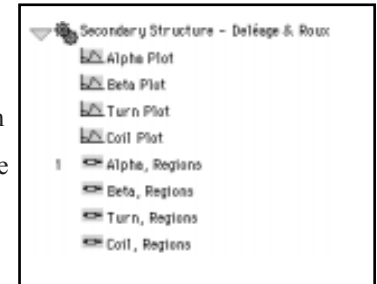 Secondary Structure - Deléage & Roux
Alpha Plot
Beta Plot
Turn Plot
n
Coil Plot
e
1 Alpha, Regions
Beta, Regions
Turn, Regions
Coil, Regions